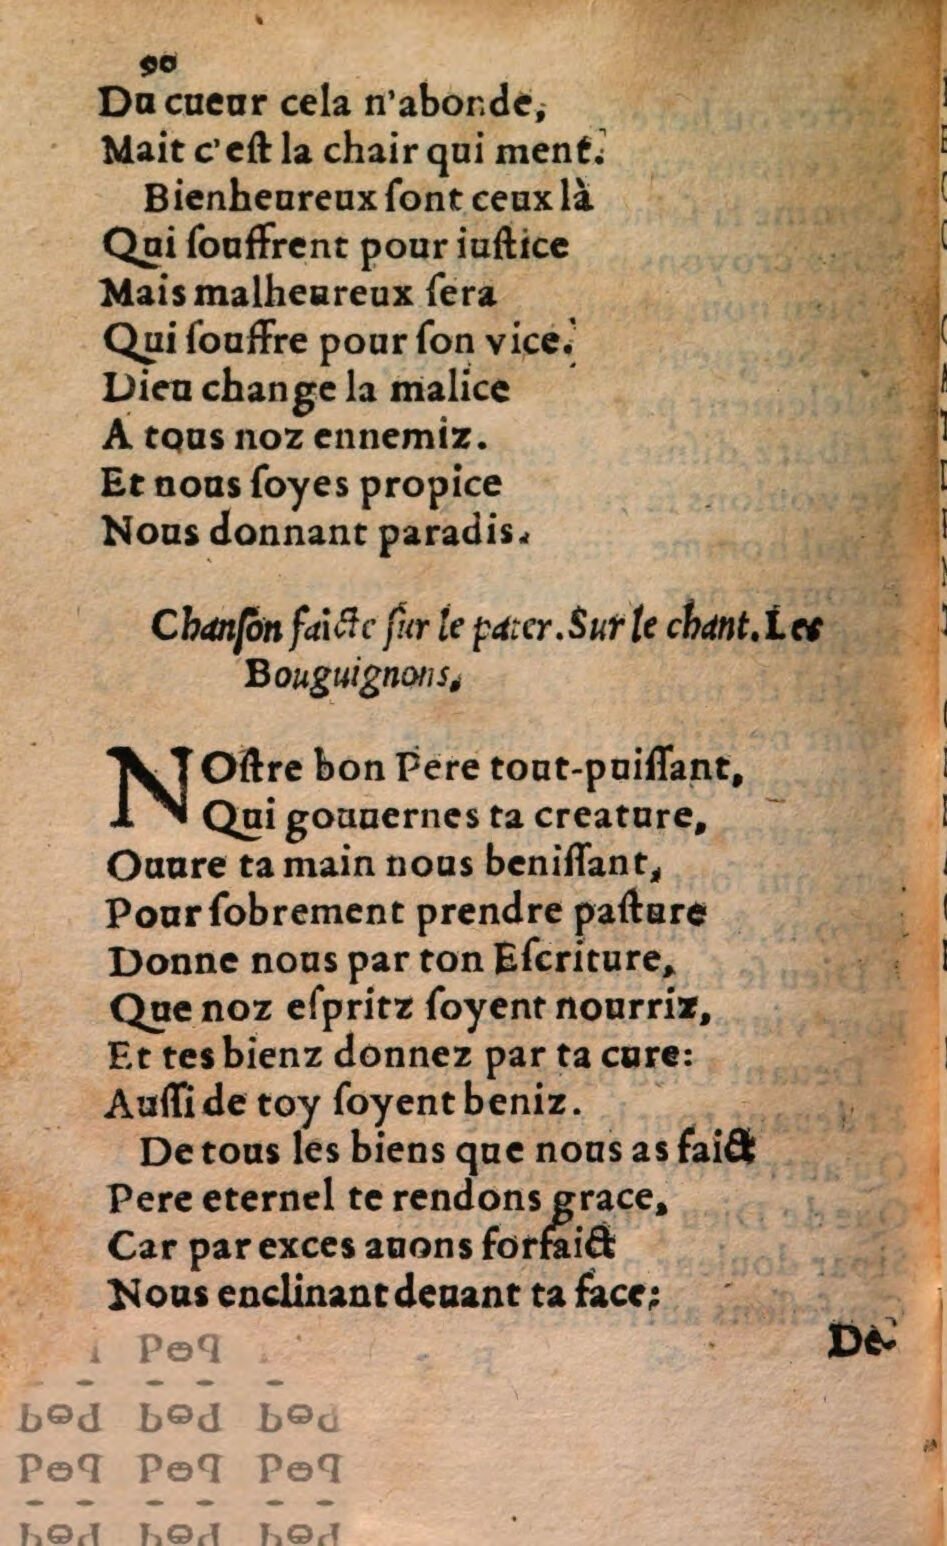 90
Du cueur cela n'aborde,
Mait c'eſt la chair qui ment.
Bienheureux ſont ceux là
Qui ſouffrent pour iuſtice
Mais malheureux ſera
Qui ſouffre pour ſon vice.
Dieu change la malice
A tous noz ennemiz.
Et nous ſoyes propice
Nous donnant paradis.
Chanſon faicte ſur le pater. Sur le chant. Les
Bouguignons,
NOſtre bon Pere tout-puiſſant,
Qui gouuernes ta creature,
Ouure ta main nous beniſſant,
Pour ſobrement prendre paſture
Donne nous par ton Eſcriture,
Que noz eſpritz ſoyent nourriz,
Et tes bienz donnez par ta cure:
Auſſi de toy ſoyent beniz.
De tous les biens que nous as faict
Pere eternel te rendons grace,
Car par exces auons forfaict
Nous enclinant deuant ta face:
De-